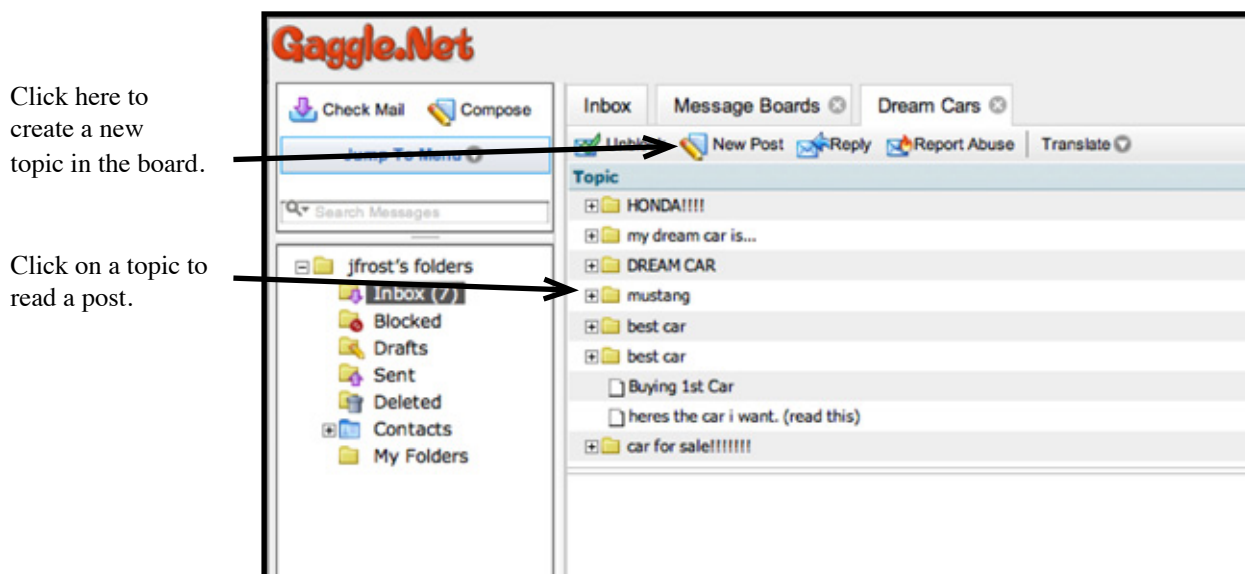 Gaggle.Net
Click here to
create a new
topic in the board.
Click on a topic to
read a post.
Check Mail Compose
Jump To Menu
Search Messages
jfrost's folders
Inbox (7)
Blocked
Drafts
Sent
Deleted
Contacts
My Folders
Inbox Message Boards Dream Cars
New Post Reply Report Abuse Translate
Topic
HONDA!!!!
my dream car is...
DREAM CAR
mustang
best car
best car
Buying 1st Car
heres the car i want. (read this)
car for sale!!!!!!!